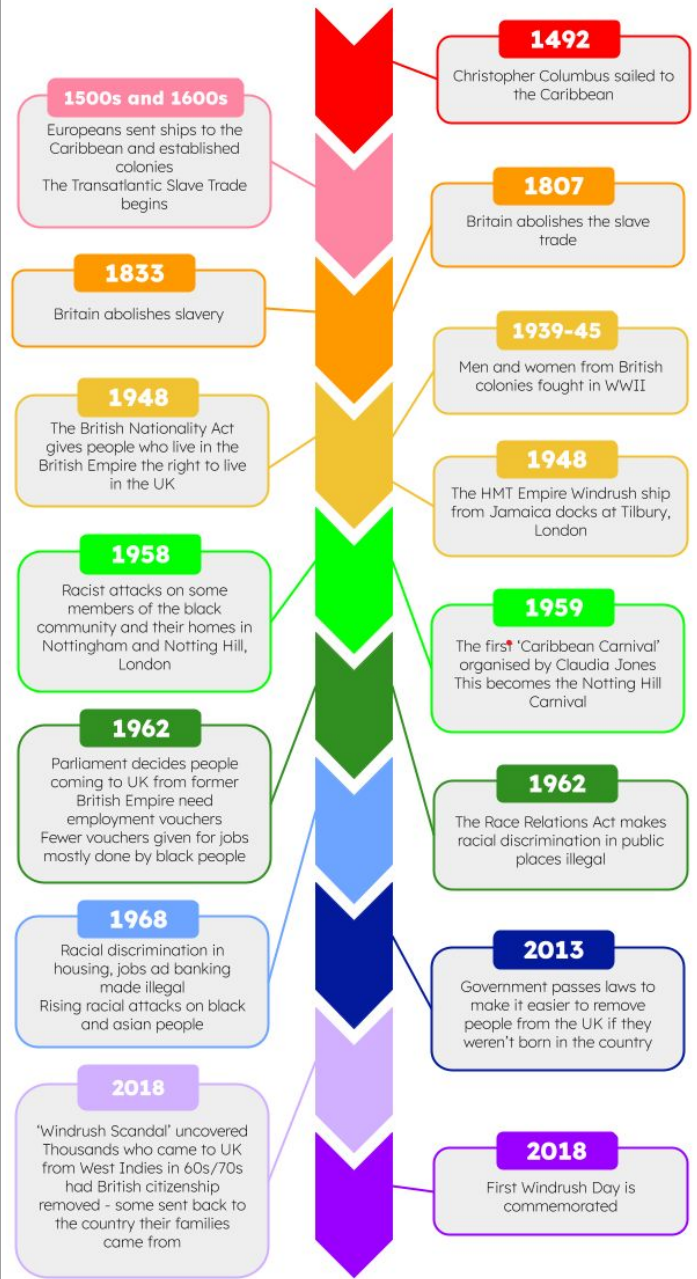 1492
Christopher Columbus sailed to
the Caribbean
1500s and 1600s
Europeans sent ships to the
Caribbean and established
colonies
The Transatlantic Slave Trade
begins
1807
Britain abolishes the slave
trade
1833
Britain abolishes slavery
1939-45
Men and women from British
colonies fought in WWII
1948
The British Nationality Act
gives people who live in the
British Empire the right to live
in the UK
1948
The HMT Empire Windrush ship
from Jamaica docks at Tilbury,
London
1958
Racist attacks on some
members of the black
community and their homes in
Nottingham and Notting Hill,
London
1959
The first ‘Caribbean Carnival’
organised by Claudia Jones
This becomes the Notting Hill
Carnival
1962
Parliament decides people
coming to UK from former
British Empire need
employment vouchers
Fewer vouchers given for jobs
mostly done by black people
1962
The Race Relations Act makes
racial discrimination in public
places illegal
1968
Racial discrimination in
housing, jobs ad banking
made illegal
Rising racial attacks on black
and asian people
2013
Government passes laws to
make it easier to remove
people from the UK if they
weren’t born in the country
2018
‘Windrush Scandal’ uncovered
Thousands who came to UK
from West Indies in 60s/70s
had British citizenship
removed - some sent back to
the country their families
came from
2018
First Windrush Day is
commemorated